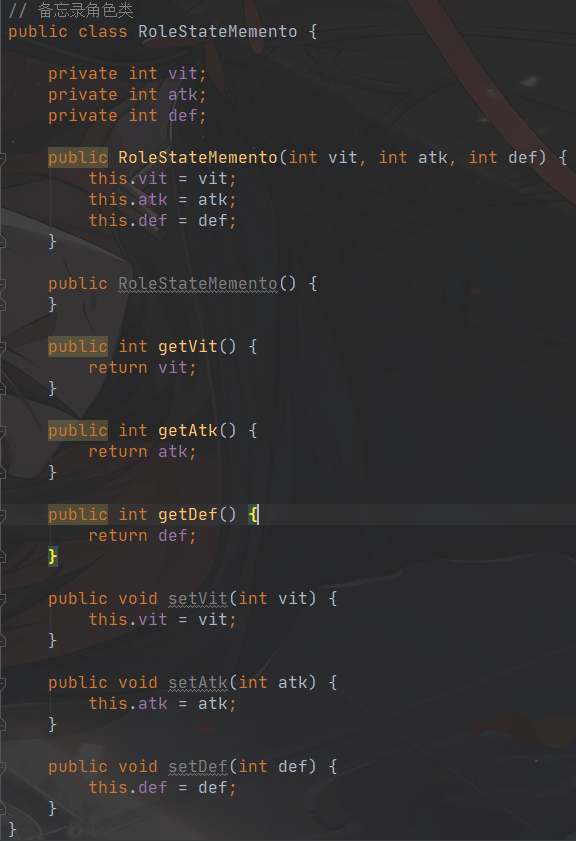 // 备忘录角色类
public class RoleStateMemento {
private int vit;
private int atk;
private int def;
public RoleStateMemento(int vit, int atk, int def) {
this.vit = vit;
this.atk = atk;
this.def = def;
}
public RoleStateMemento() {
}
public int getVit() {
return vit;
}
public int getAtk() {
return atk;
}
public int getDef() {
return def;
}
public void setVit(int vit) {
this.vit = vit;
}
public void setAtk(int atk) {
this.atk = atk;
}
public void setDef(int def) {
this.def = def;
}
}